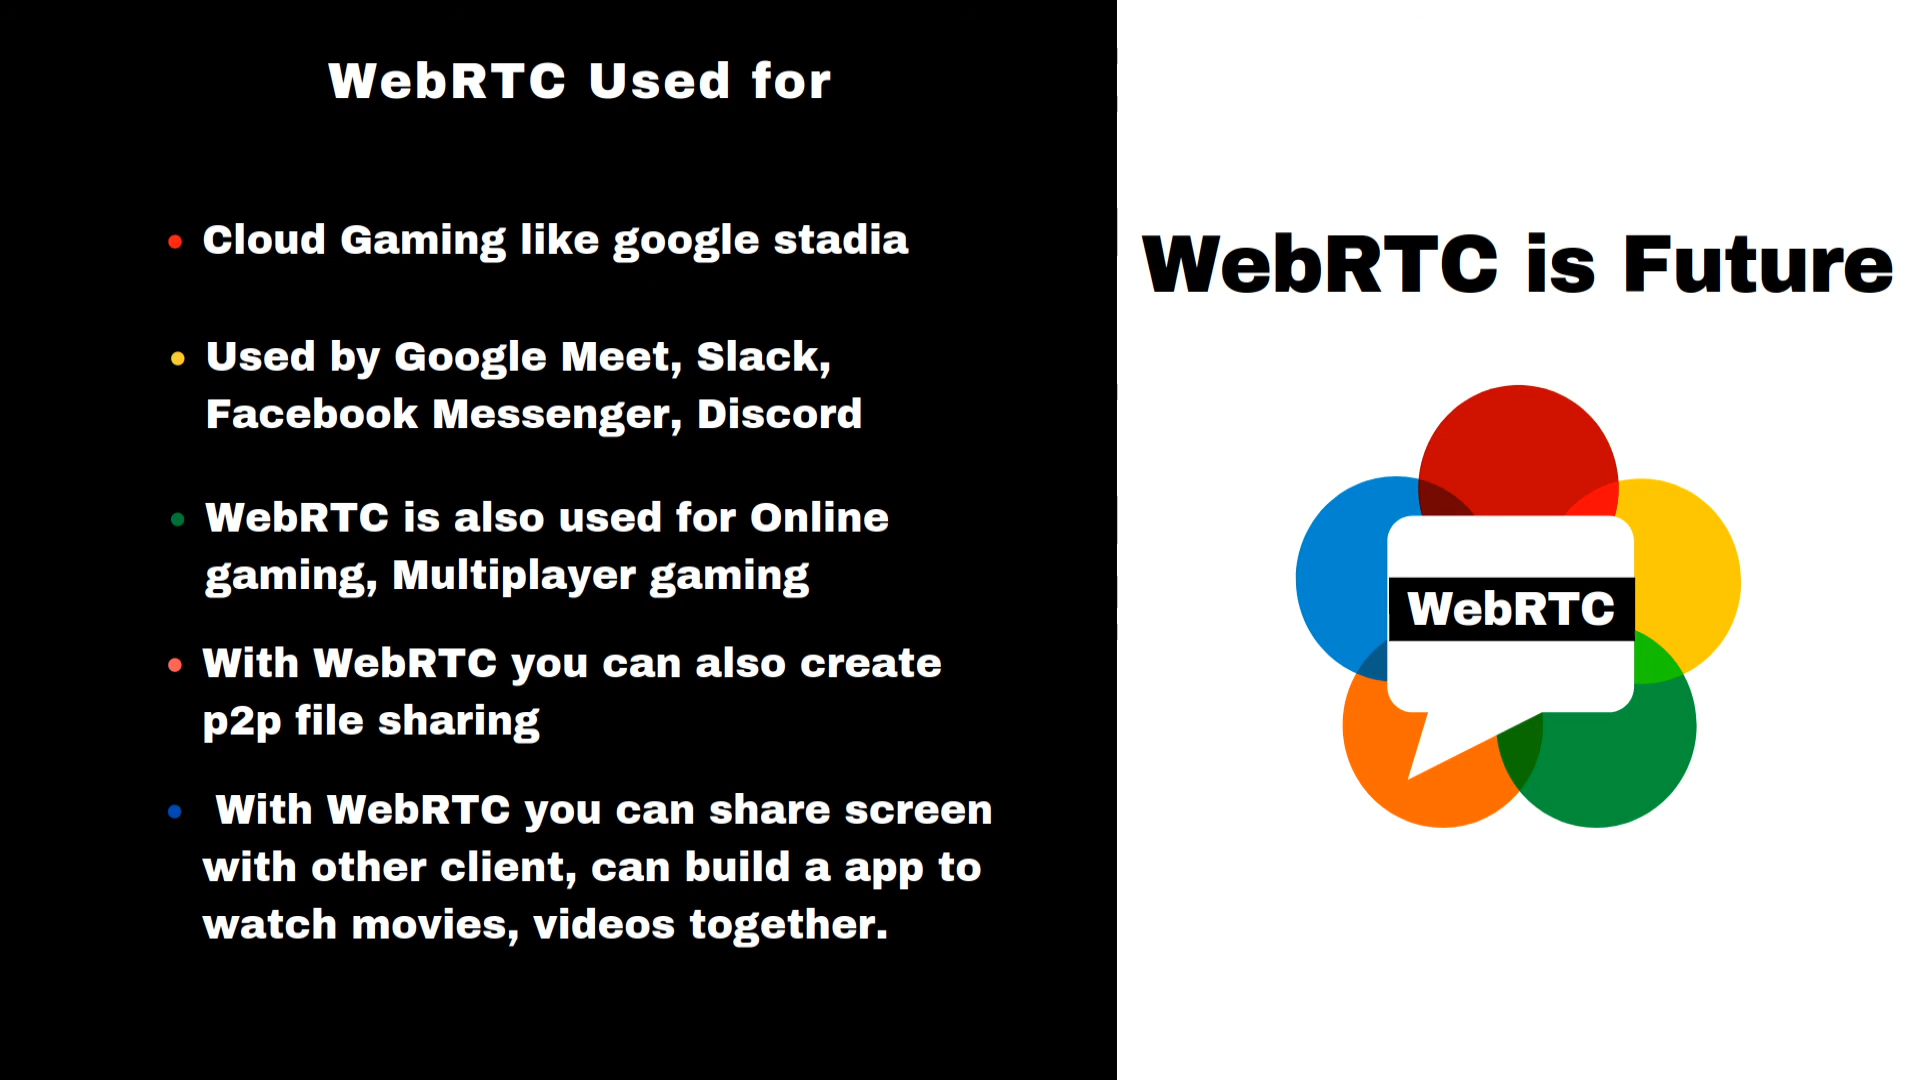 WebRTC Used for
Cloud Gaming like google stadia
Used by Google Meet, Slack,
Facebook Messenger, Discord
WebRTC is also used for Online
gaming, Multiplayer gaming
With WebRTC you can also create
p2p file sharing
With WebRTC you can share screen
with other client, can build a app to
watch movies, videos together.
WebRTC is Future
WebRTC